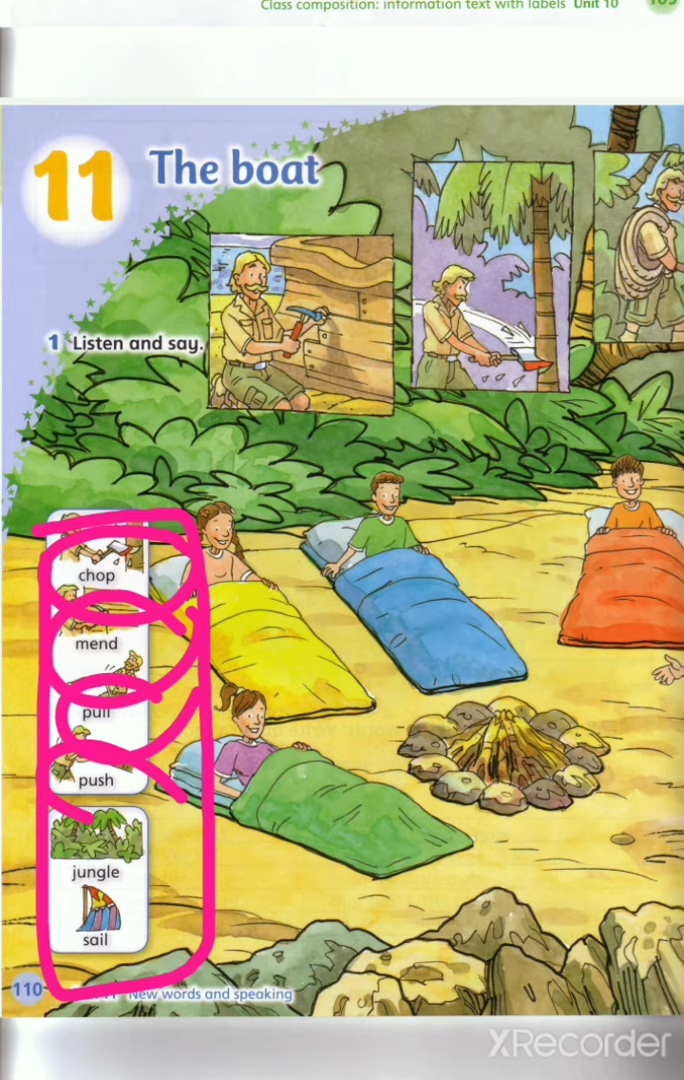 Class composition: information text with labels Unit 10
11 The boat
1 Listen and say.
chop
mend
pull
push
jungle
sail
110
New words and speaking
XRecorder